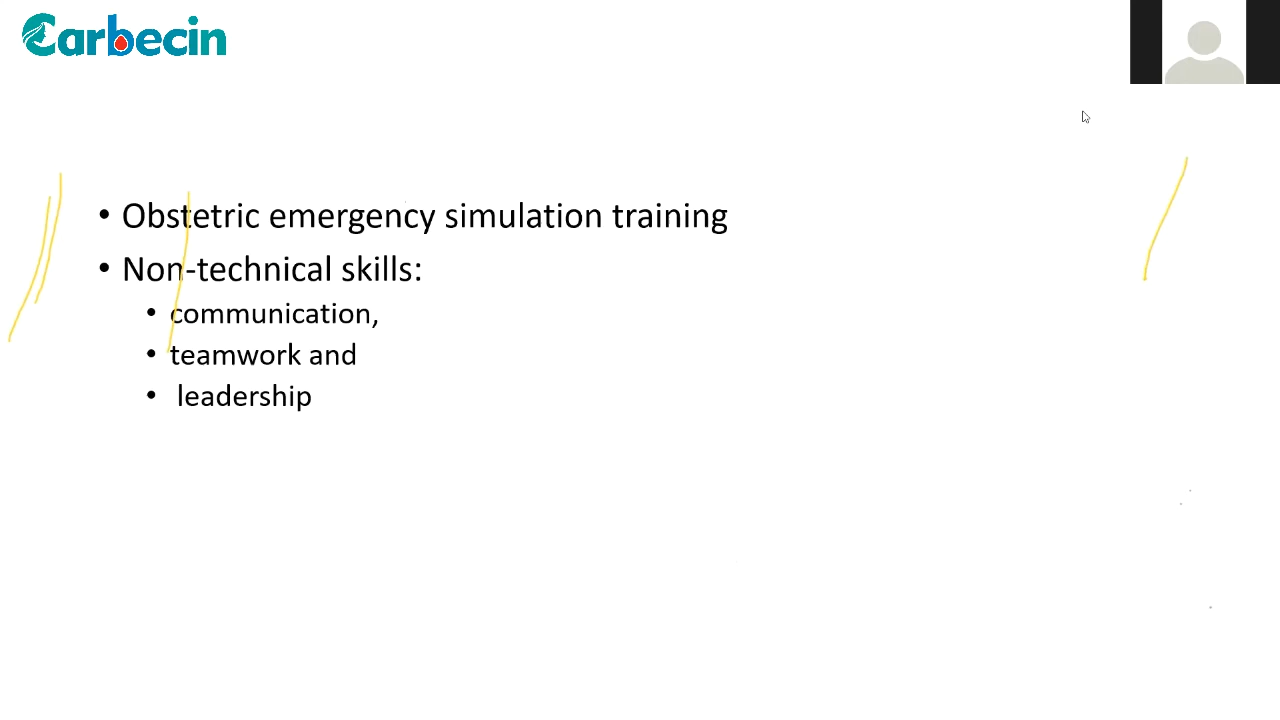 Carbecin
• Obstetric emergency simulation training
• Non-technical skills:
• communication,
• teamwork and
• leadership